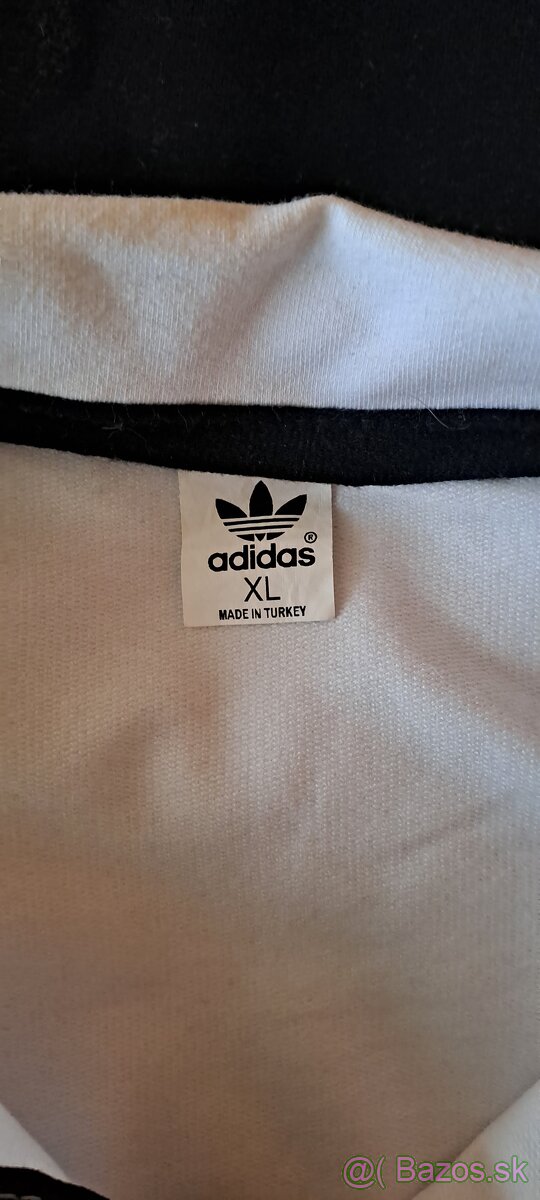 adidas®
XL
MADE IN TURKEY
@( Bazos.sk